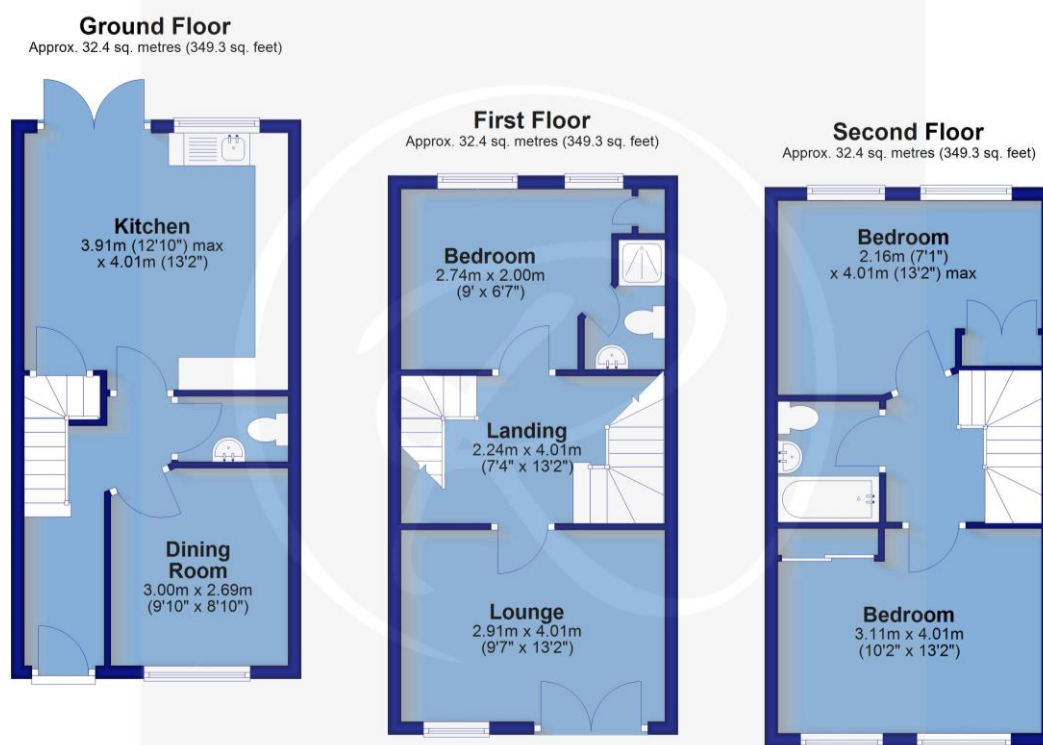 Ground Floor
Approx. 32.4 sq. metres (349.3 sq. feet)
Kitchen
3.91m (12'10") max
x 4.01m (13'2")
Dining
Room
3.00m x 2.69m
(9'10" x 8'10")
First Floor
Approx. 32.4 sq. metres (349.3 sq. feet)
Bedroom
2.74m x 2.00m
(9' x 6'7")
Landing
2.24m x 4.01m
(7'4" x 13'2")
Lounge
2.91m x 4.01m
(9'7" x 13'2")
Second Floor
Approx. 32.4 sq. metres (349.3 sq. feet)
Bedroom
2.16m (7'1")
x 4.01m (13'2") max
Bedroom
3.11m x 4.01m
(10'2" x 13'2")